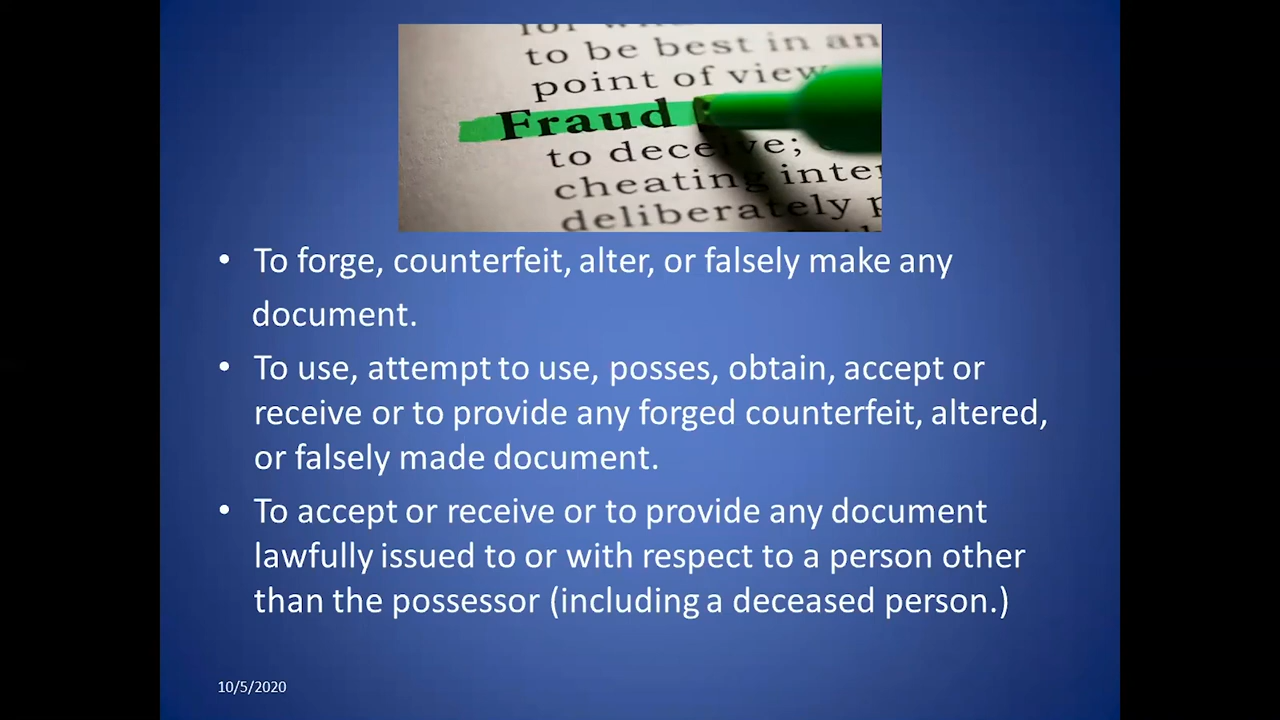 to be best in an
point of view
Fraud
to deceive;
cheating
deliberately
• To forge, counterfeit, alter, or falsely make any
document.
• To use, attempt to use, posses, obtain, accept or
receive or to provide any forged counterfeit, altered,
or falsely made document.
• To accept or receive or to provide any document
lawfully issued to or with respect to a person other
than the possessor (including a deceased person.)
10/5/2020